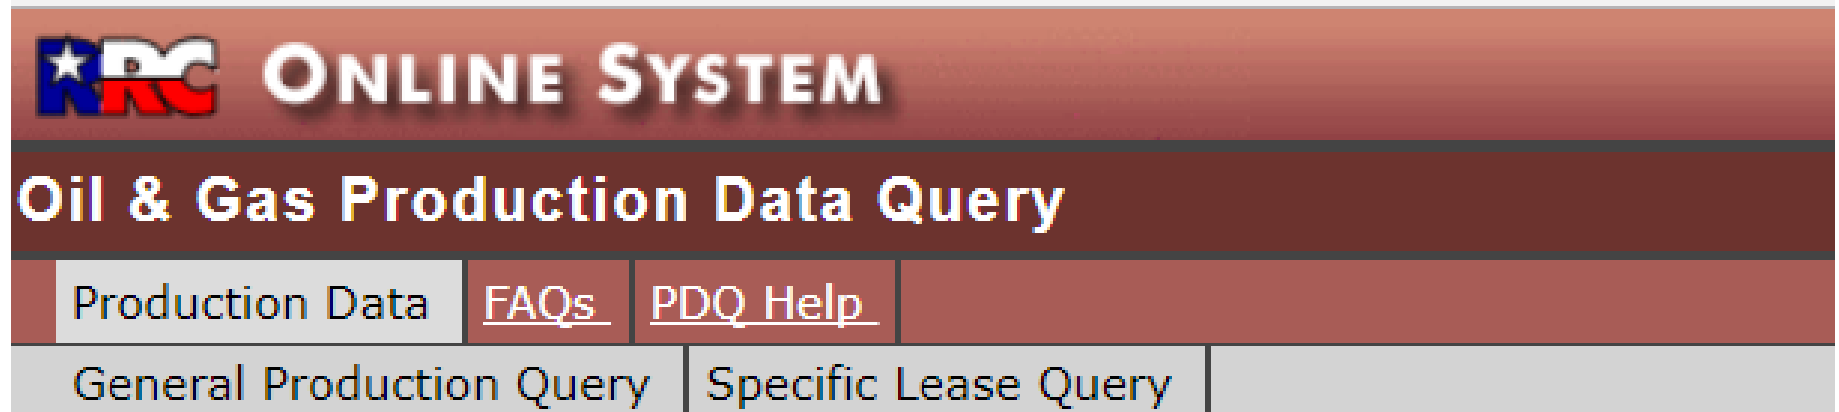 RRC ONLINE SYSTEM
Oil & Gas Production Data Query
Production Data FAQs PDQ Help
General Production Query Specific Lease Query